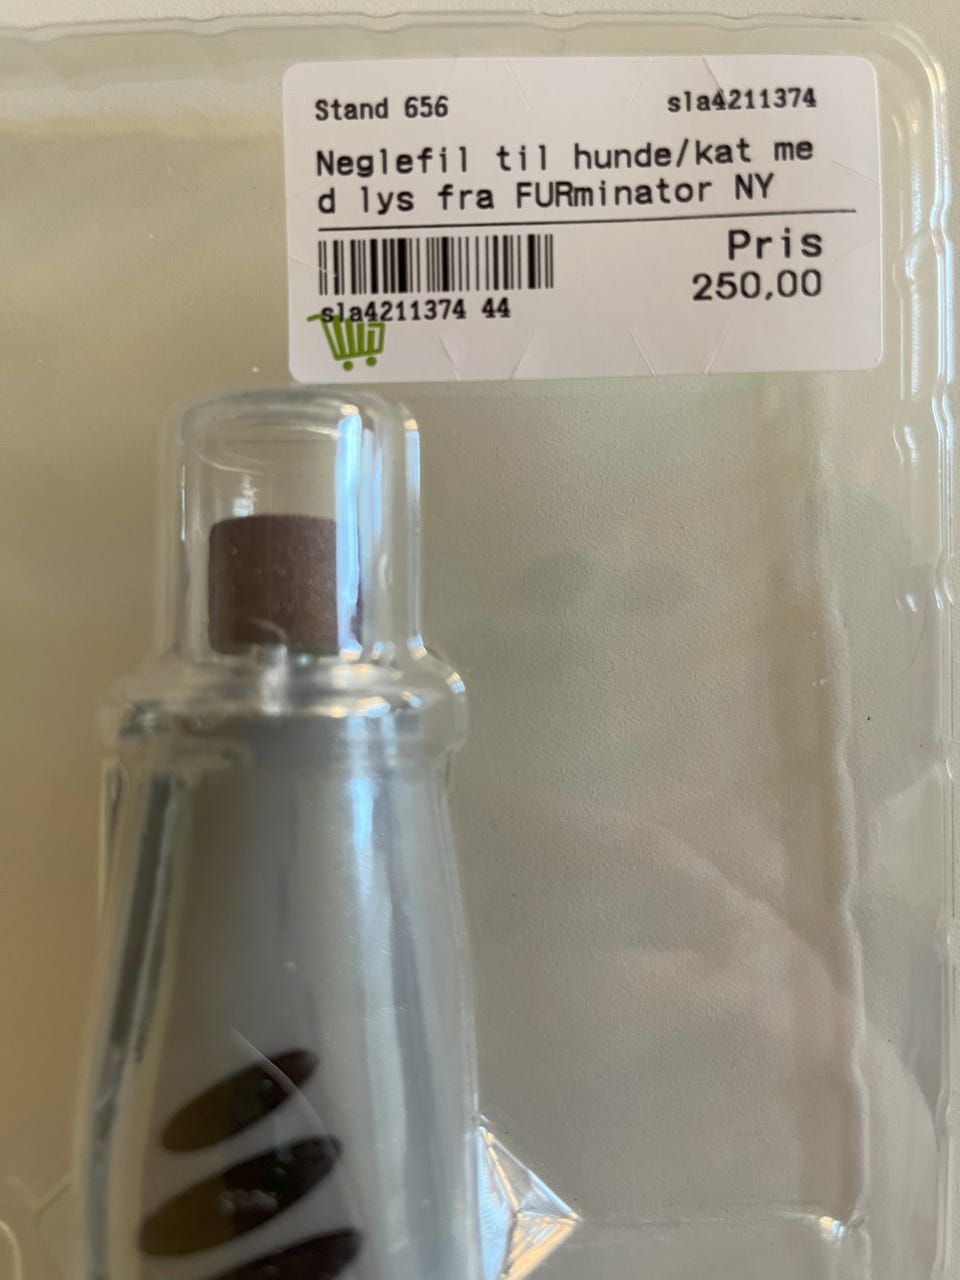 Stand 656 sla4211374
Neglefil til hunde/kat me
d lys fra FURminator NY
Pris
250,00
sla4211374 44